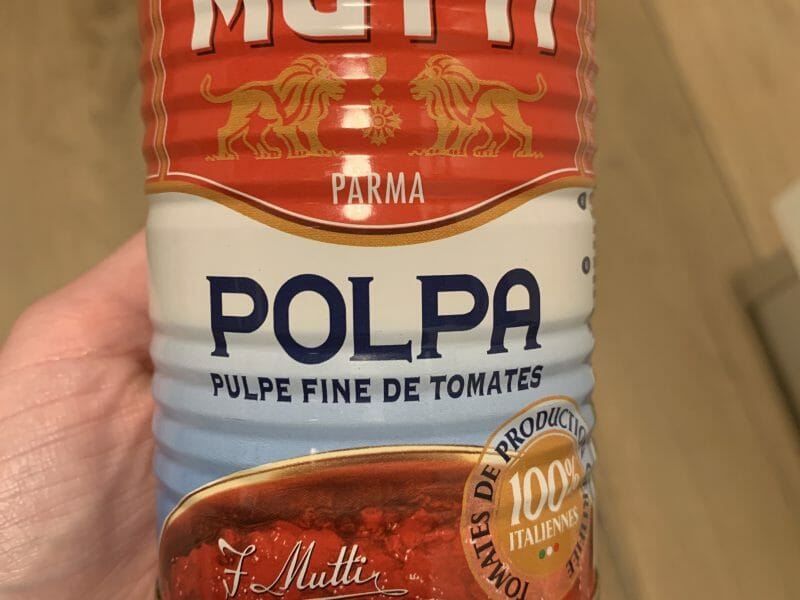 MUTTI
PARMA
POLPA
PULPE FINE DE TOMATES
TOMATES DE PRODUCTION
100%
ITALIENNES
F. Mutti